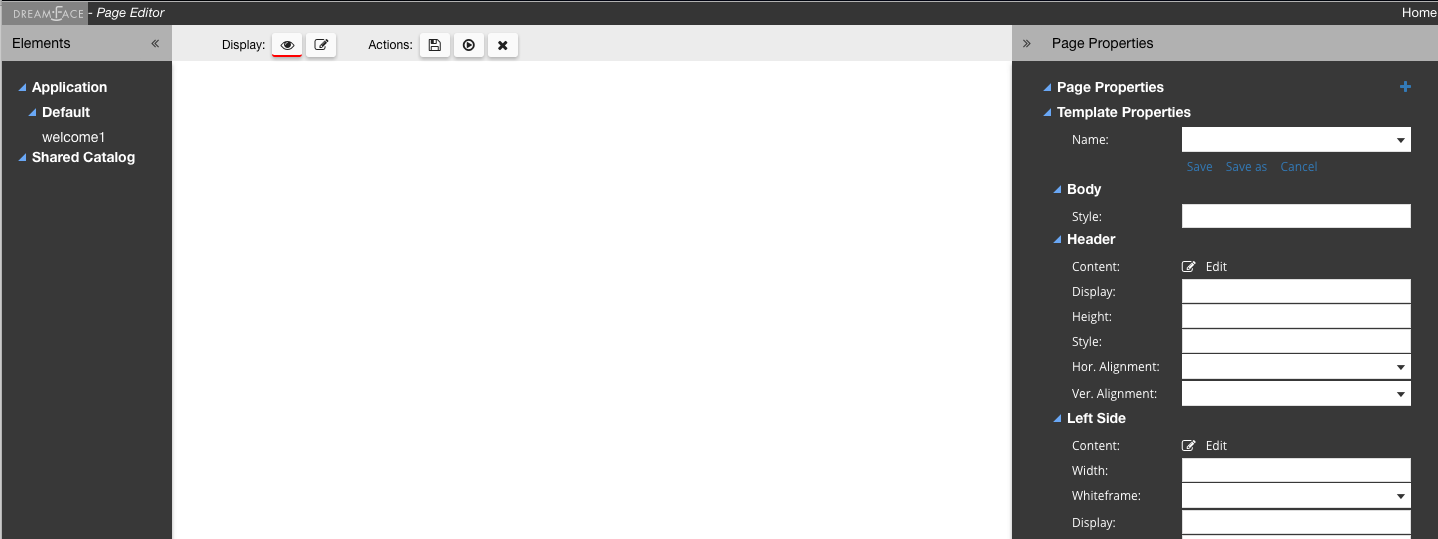 DREAMFACE - Page Editor Home
Elements «
Display: Actions:
» Page Properties
Application
Default
welcome1
Shared Catalog
Page Properties +
Template Properties
Name:
Save Save as Cancel
Body
Style:
Header
Content: Edit
Display:
Height:
Style:
Hor. Alignment:
Ver. Alignment:
Left Side
Content: Edit
Width:
Whiteframe:
Display: